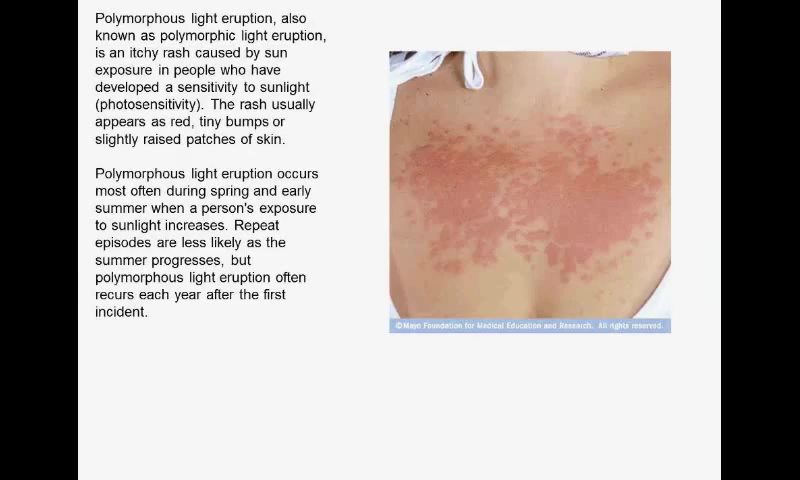 Polymorphous light eruption, also
known as polymorphic light eruption,
is an itchy rash caused by sun
exposure in people who have
developed a sensitivity to sunlight
(photosensitivity). The rash usually
appears as red, tiny bumps or
slightly raised patches of skin.
Polymorphous light eruption occurs
most often during spring and early
summer when a person's exposure
to sunlight increases. Repeat
episodes are less likely as the
summer progresses, but
polymorphous light eruption often
recurs each year after the first
incident.
©Mayo Foundation for Medical Education and Research. All rights reserved.